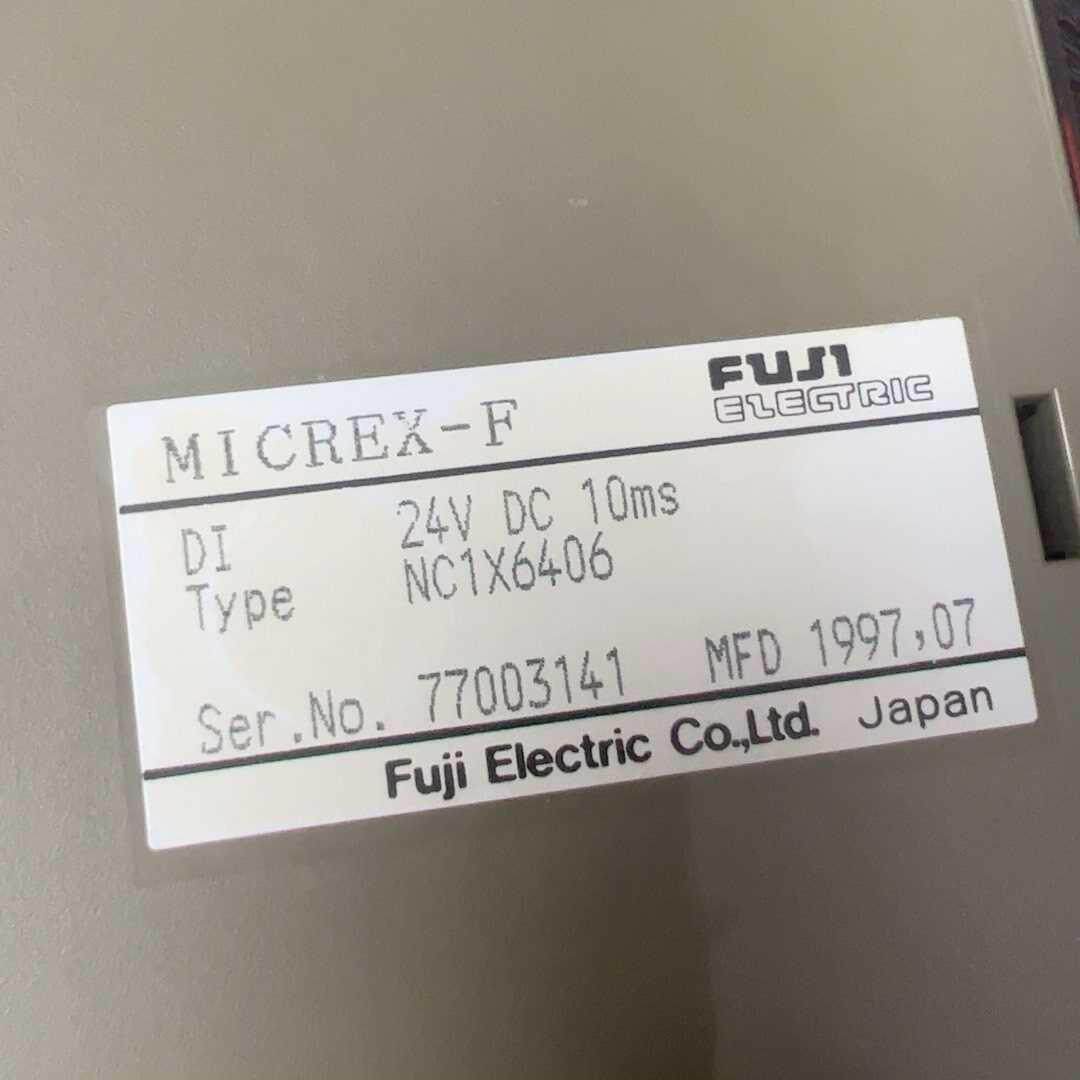 MICREX-F FUJI
ELECTRIC
DI 24V DC 10ms
Type NC1X6406
Ser.No. 77003141 MFD 1997,07
Fuji Electric Co.,Ltd. Japan